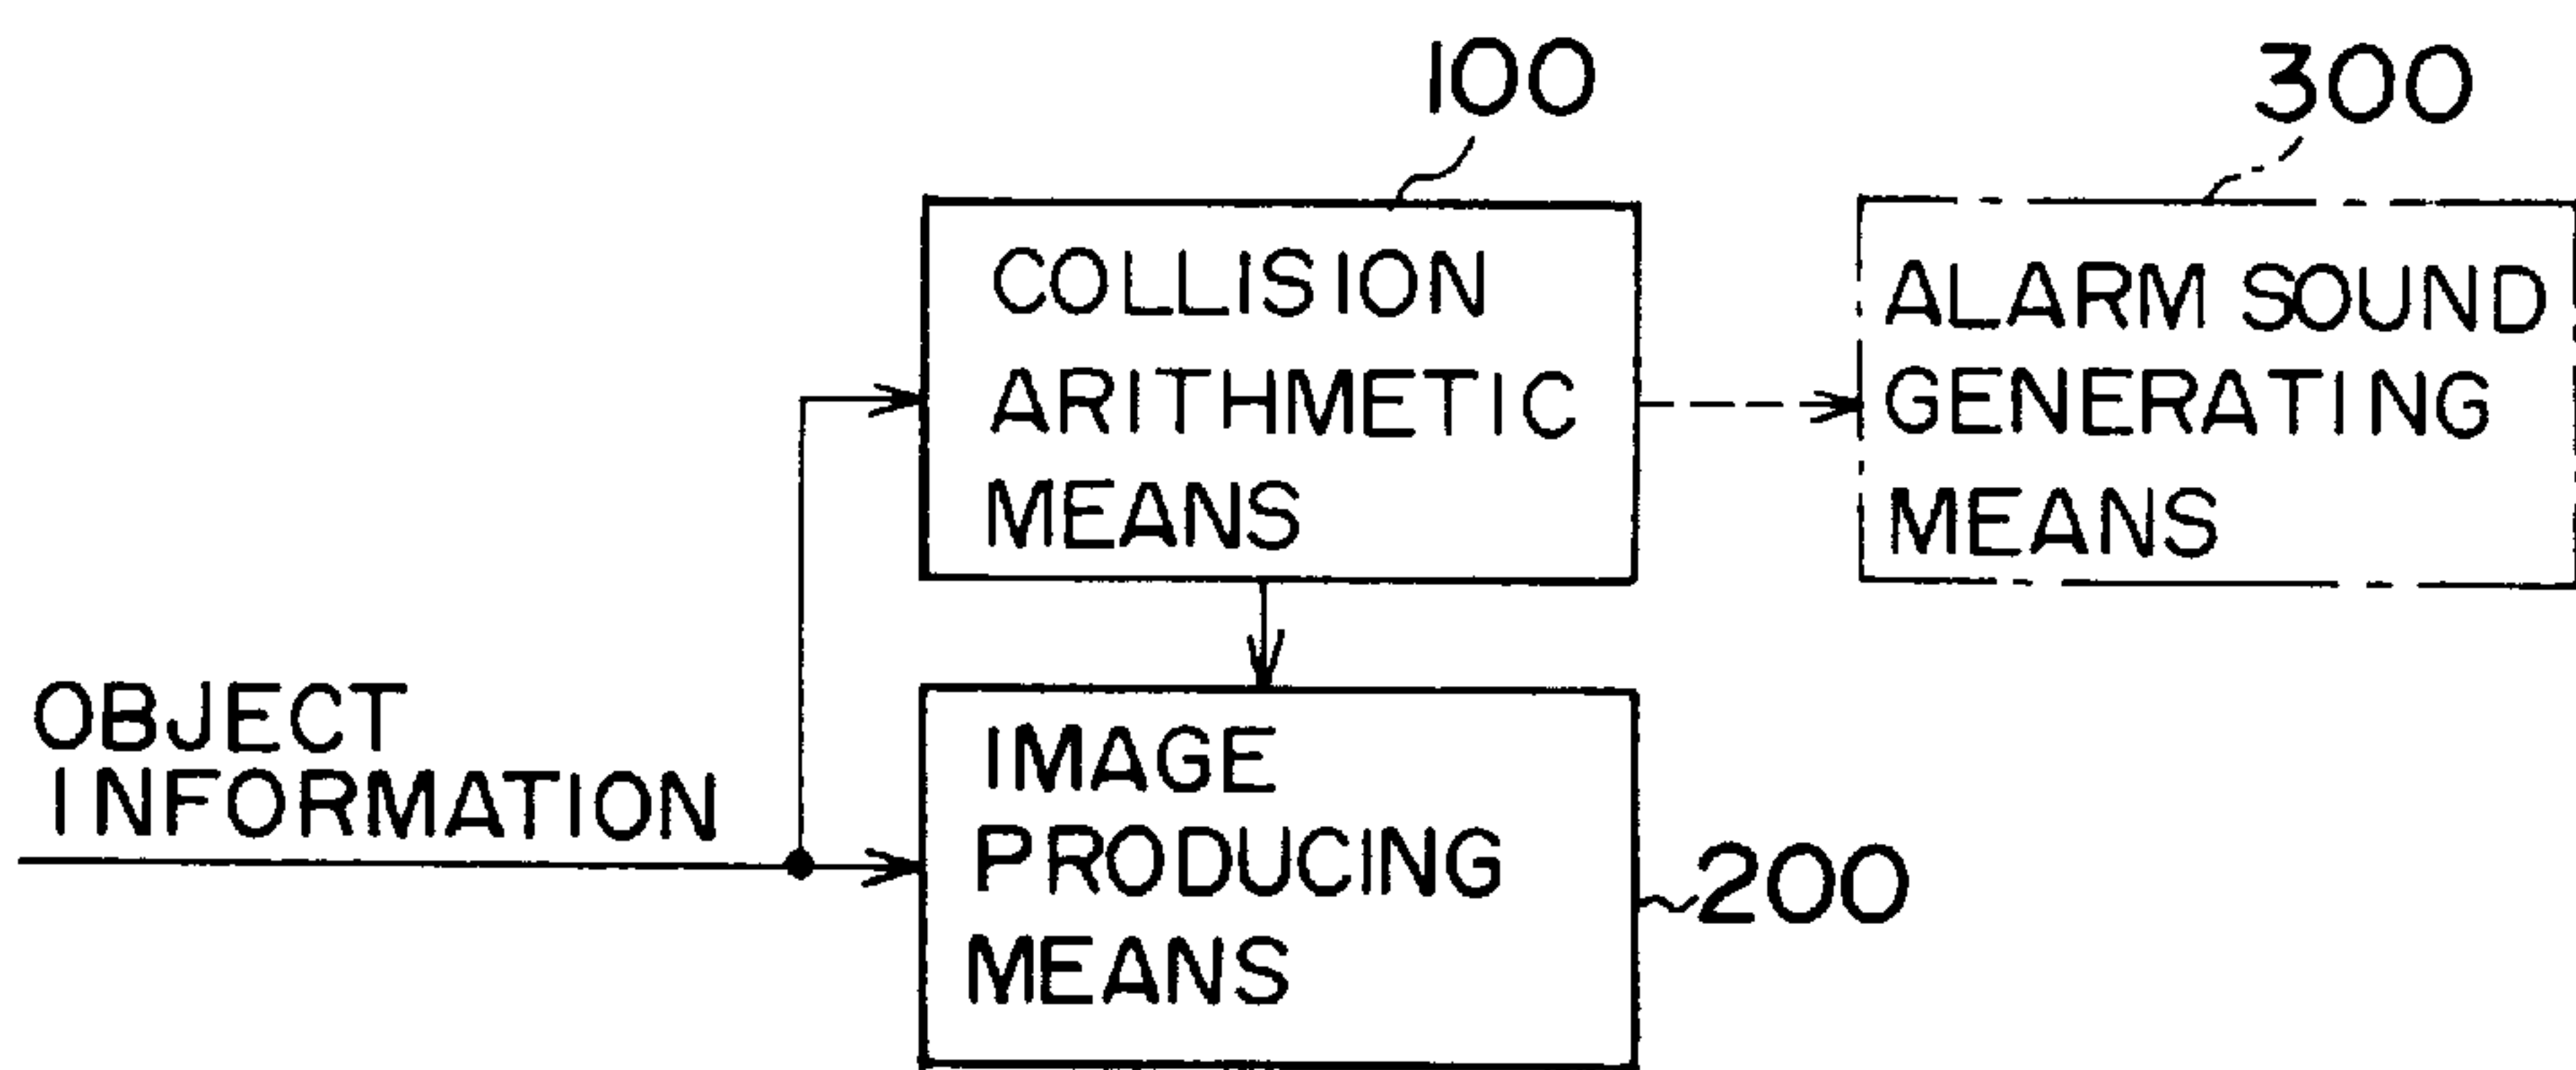 100
300
COLLISION
ARITHMETIC
MEANS
ALARM SOUND
GENERATING
MEANS
OBJECT
INFORMATION
IMAGE
PRODUCING
MEANS
200